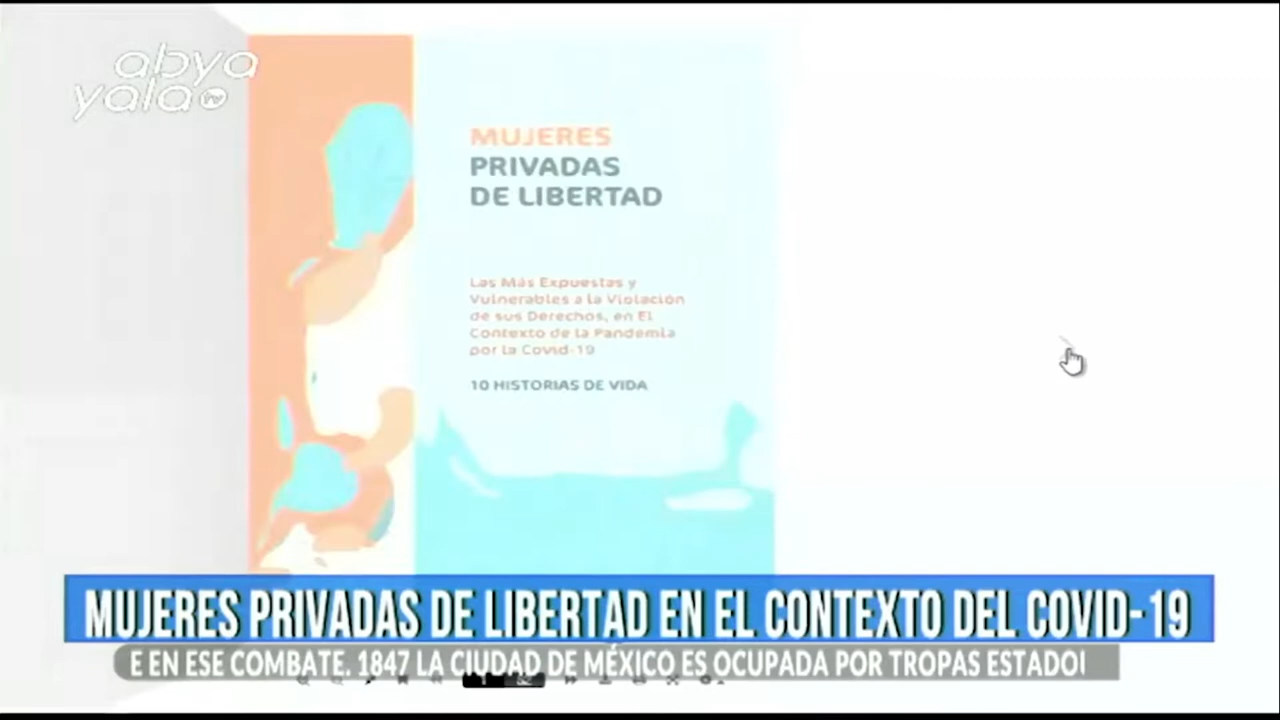 abya
yala tv
MUJERES
PRIVADAS
DE LIBERTAD
Las Más Expuestas y
Vulnerables a la Violación
de sus Derechos, en El
Contexto de la Pandemia
por la Covid-19
10 HISTORIAS DE VIDA
MUJERES PRIVADAS DE LIBERTAD EN EL CONTEXTO DEL COVID-19
E EN ESE COMBATE. 1847 LA CIUDAD DE MÉXICO ES OCUPADA POR TROPAS ESTADO